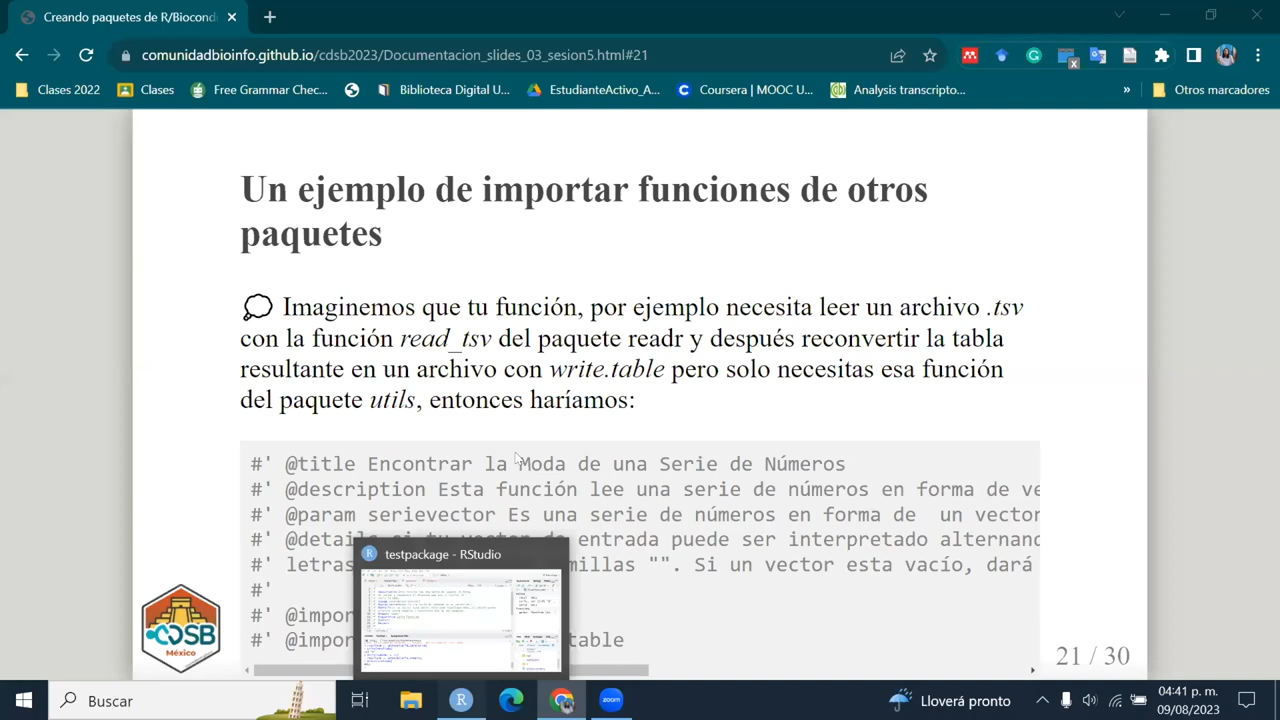 Creando paquetes de R/Biocond
comunidadbioinfo.github.io/cdsb2023/Documentacion_slides_03_sesion5.html#21
Clases 2022
Clases
Free Grammar Chec...
Biblioteca Digital U...
EstudianteActivo_A...
Coursera | MOOC U...
Analysis transcripto...
»
Otros marcadores
Un ejemplo de importar funciones de otros
paquetes
Imaginemos que tu función, por ejemplo necesita leer un archivo .tsv
con la función read_tsv del paquete readr y después reconvertir la tabla
resultante en un archivo con write.table pero solo necesitas esa función
del paquete utils, entonces haríamos:
#' @title Encontrar la Moda de una Serie de Números
#' @description Esta función lee una serie de números en forma de ve
#' @param serievector Es una serie de números en forma de un vector
#' @details si tu vector de entrada puede ser interpretado alternand
#' letras millas "". Si un vector esta vacío, dará
#'
#' @impor
#' @impor table
testpackage - RStudio
CDSB
México
21 / 30
Buscar
zoom
Lloverá pronto
04:41 p. m.
09/08/2023